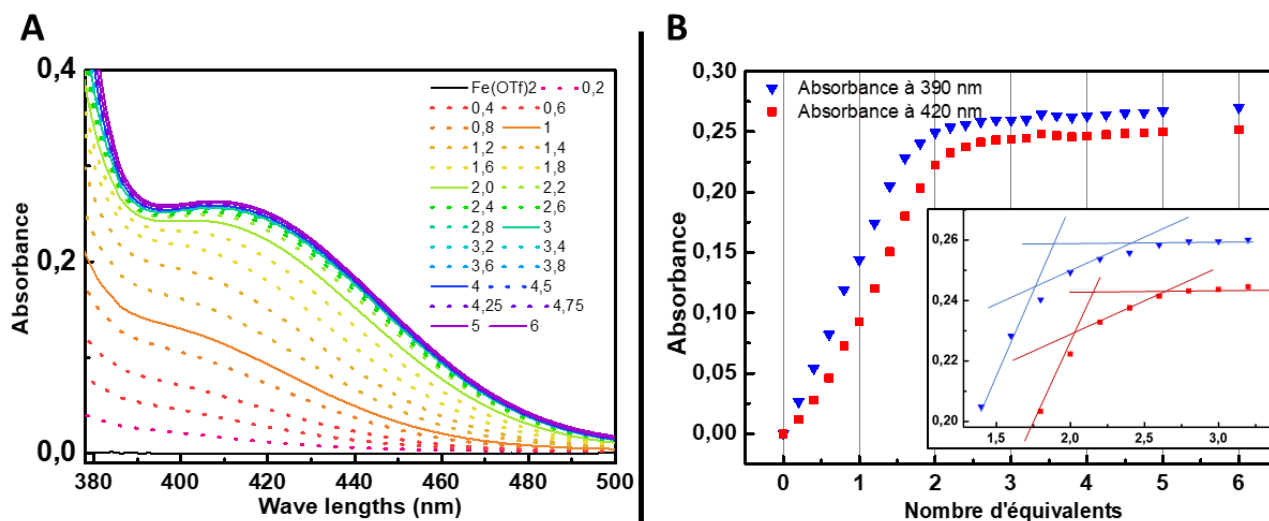 A
Absorbance
0,4
0,2
0,0
Fe(OTf)2 0,2
0,4 0,6
0,8 1
1,2 1,4
1,6 1,8
2,0 2,2
2,4 2,6
2,8 3
3,2 3,4
3,6 3,8
4 4,5
4,25 4,75
5 6
380 400 420 440 460 480 500
Wave lengths (nm)
B
Absorbance
0,30
0,25
0,20
0,15
0,10
0,05
0,00
Absorbance à 390 nm
Absorbance à 420 nm
0,26
0,24
0,22
0,20
1,5 2,0 2,5 3,0
0 1 2 3 4 5 6
Nombre d'équivalents